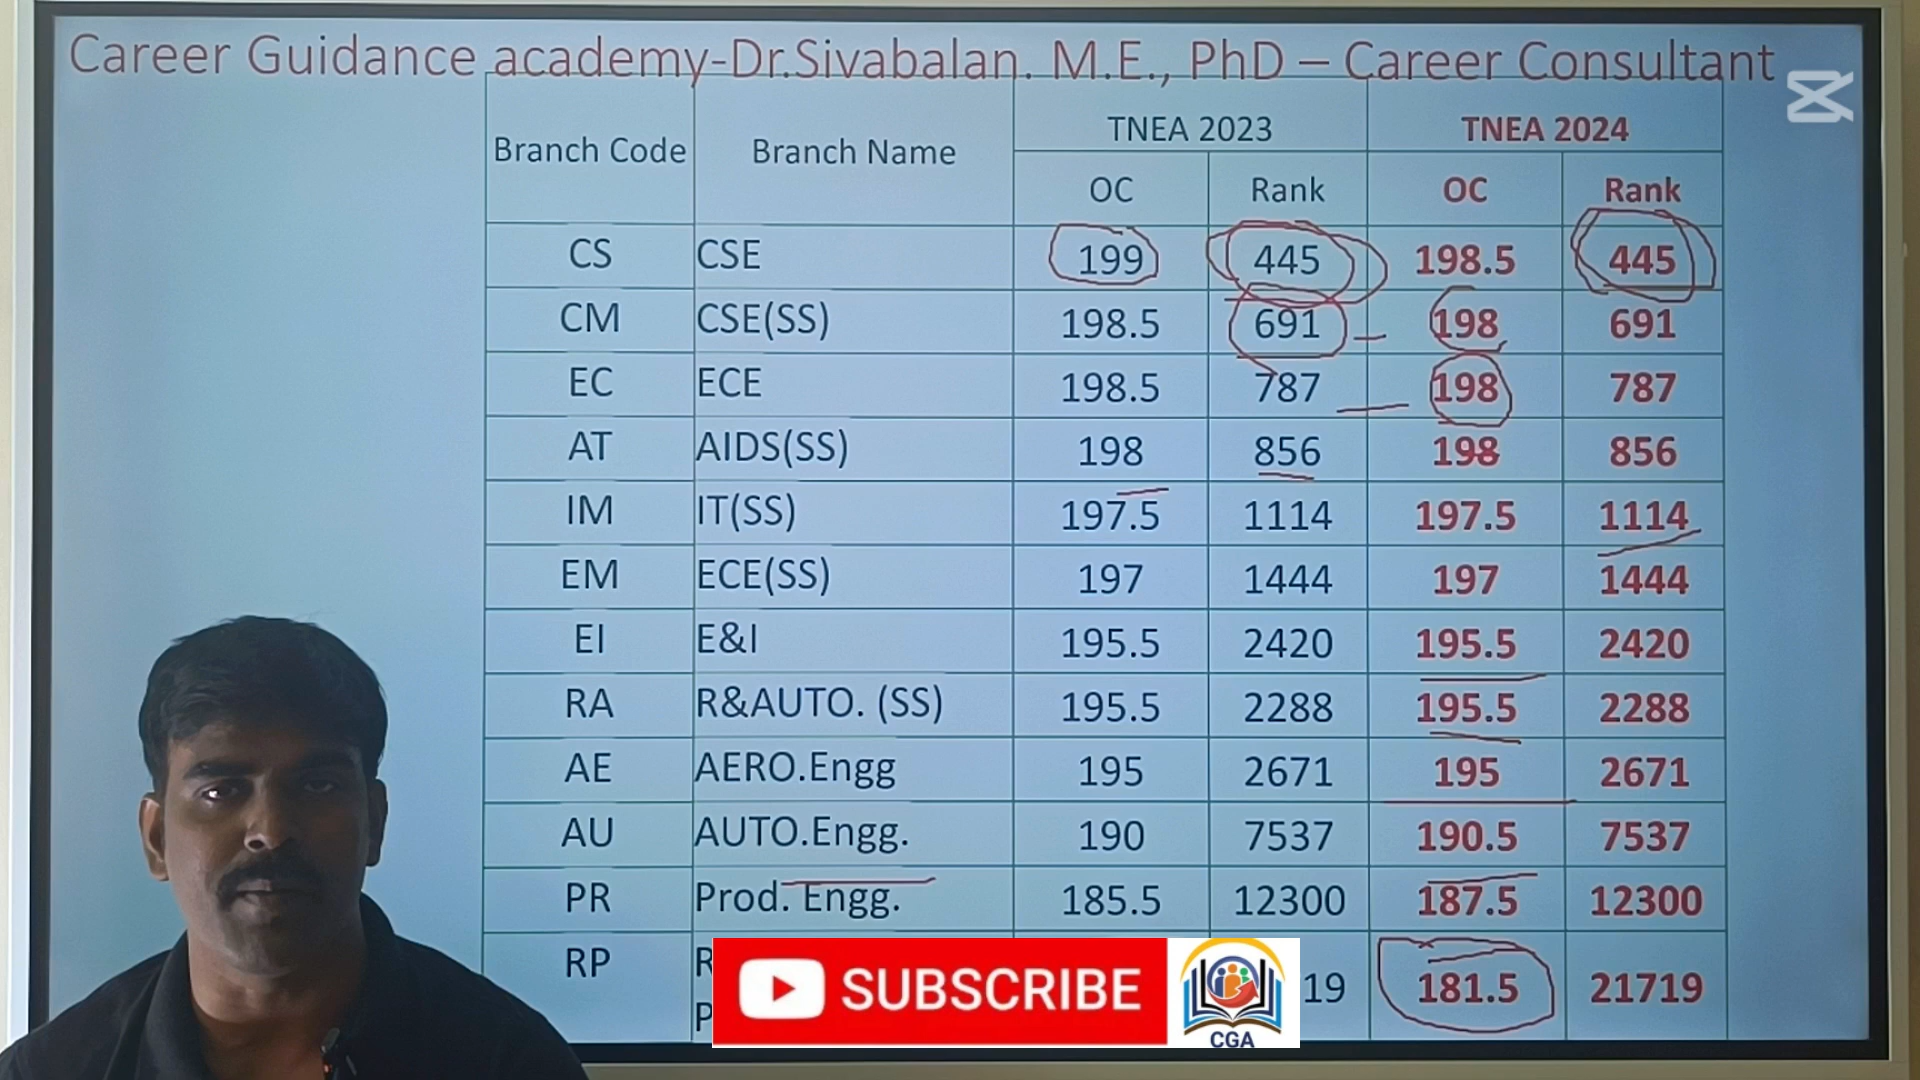 Career Guidance academy-Dr.Sivabalan. M.E., PhD – Career Consultant
Branch Code Branch Name TNEA 2023 TNEA 2024
OC Rank OC Rank
CS CSE 199 445 198.5 445
CM CSE(SS) 198.5 691 198 691
EC ECE 198.5 787 198 787
AT AIDS(SS) 198 856 198 856
IM IT(SS) 197.5 1114 197.5 1114
EM ECE(SS) 197 1444 197 1444
EI E&I 195.5 2420 195.5 2420
RA R&AUTO. (SS) 195.5 2288 195.5 2288
AE AERO.Engg 195 2671 195 2671
AU AUTO.Engg. 190 7537 190.5 7537
PR Prod. Engg. 185.5 12300 187.5 12300
RP R 19 181.5 21719
P
SUBSCRIBE
CGA